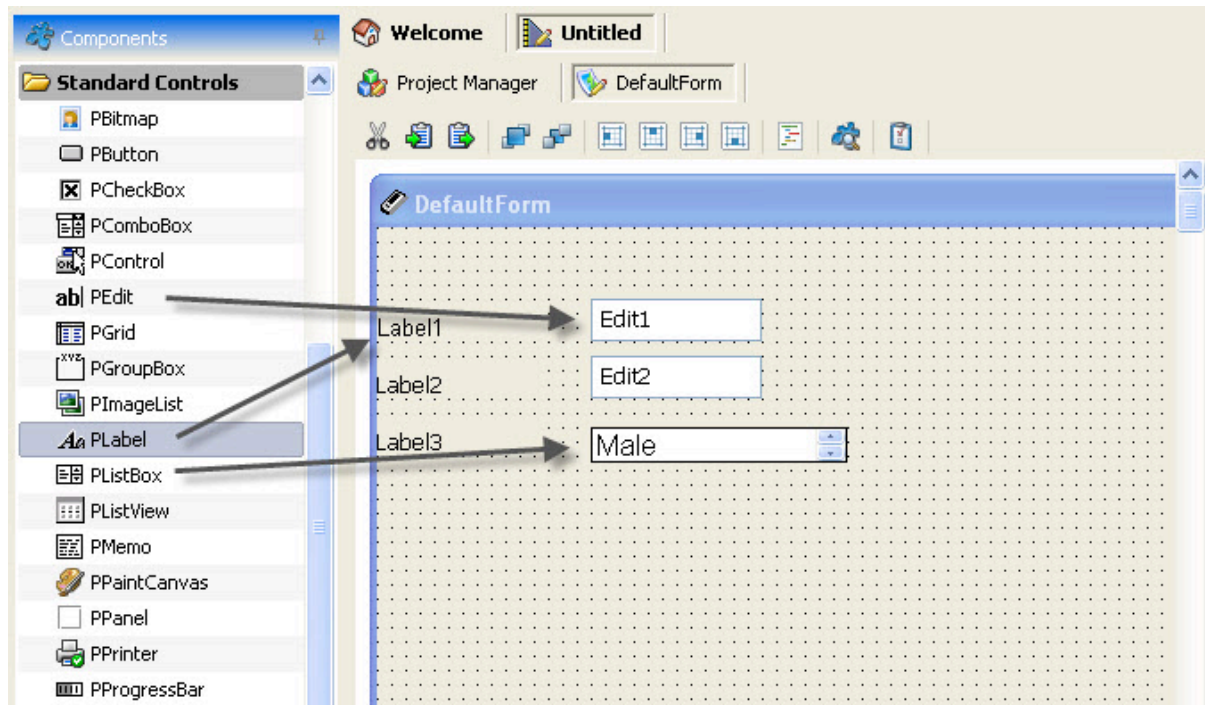 Components
Standard Controls
PBitmap
PButton
PCheckBox
PComboBox
PControl
PEdit
PGrid
PGroupBox
PImageList
PLabel
PListBox
PListView
PMemo
PPaintCanvas
PPanel
PPrinter
PProgressBar
Welcome Untitled
Project Manager DefaultForm
DefaultForm
Label1 Edit1
Label2 Edit2
Label3 Male